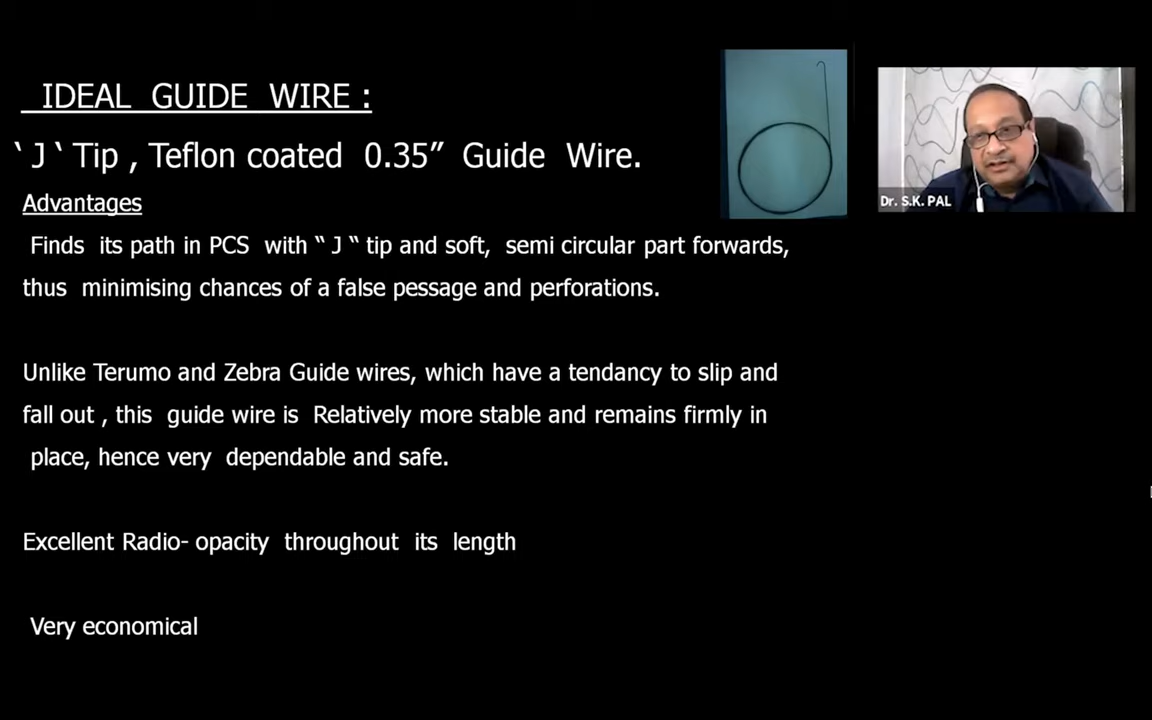 IDEAL GUIDE WIRE :
‘ J ‘ Tip , Teflon coated 0.35” Guide Wire.
Dr. S.K. PAL
Advantages
Finds its path in PCS with “ J “ tip and soft, semi circular part forwards,
thus minimising chances of a false pessage and perforations.
Unlike Terumo and Zebra Guide wires, which have a tendancy to slip and
fall out , this guide wire is Relatively more stable and remains firmly in
place, hence very dependable and safe.
Excellent Radio- opacity throughout its length
Very economical